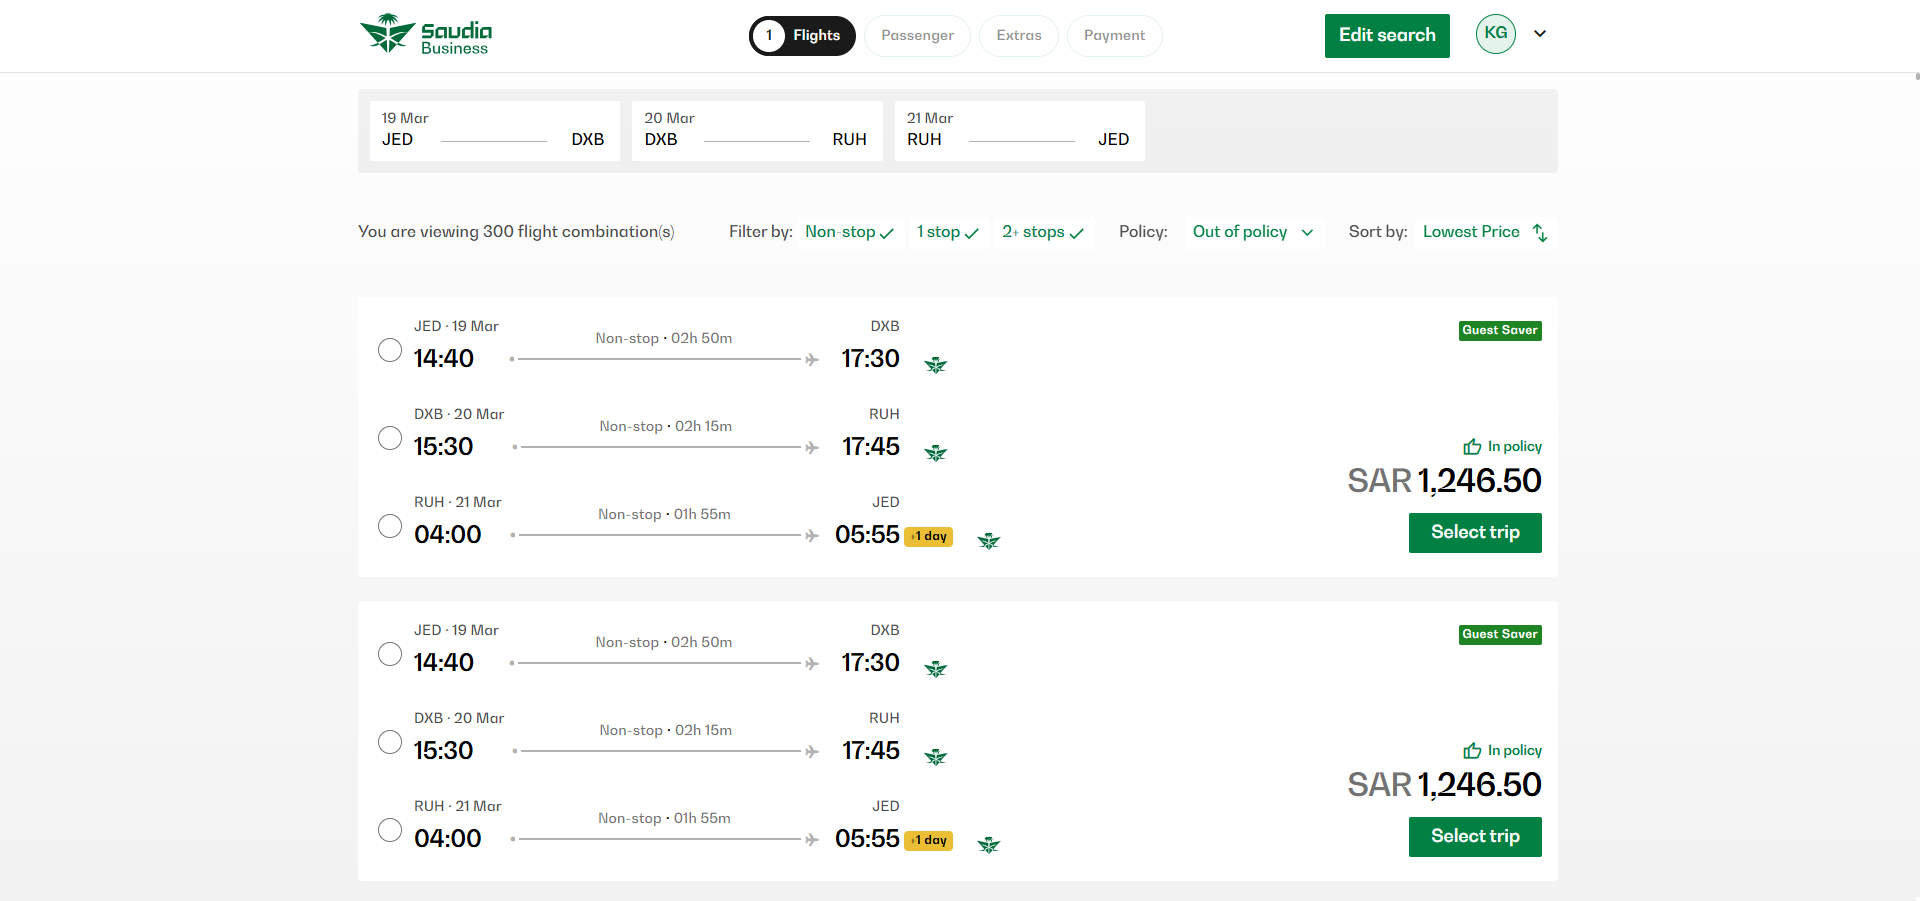 Saudia
Business
1 Flights
Passenger
Extras
Payment
Edit search
KG
19 Mar
JED DXB
20 Mar
DXB RUH
21 Mar
RUH JED
You are viewing 300 flight combination(s)
Filter by: Non-stop 1 stop 2+ stops
Policy: Out of policy
Sort by: Lowest Price
JED · 19 Mar
14:40
Non-stop · 02h 50m
DXB
17:30
Guest Saver
DXB · 20 Mar
15:30
Non-stop · 02h 15m
RUH
17:45
RUH · 21 Mar
04:00
Non-stop · 01h 55m
JED
05:55 +1 day
In policy
SAR 1,246.50
Select trip
JED · 19 Mar
14:40
Non-stop · 02h 50m
DXB
17:30
Guest Saver
DXB · 20 Mar
15:30
Non-stop · 02h 15m
RUH
17:45
RUH · 21 Mar
04:00
Non-stop · 01h 55m
JED
05:55 +1 day
In policy
SAR 1,246.50
Select trip